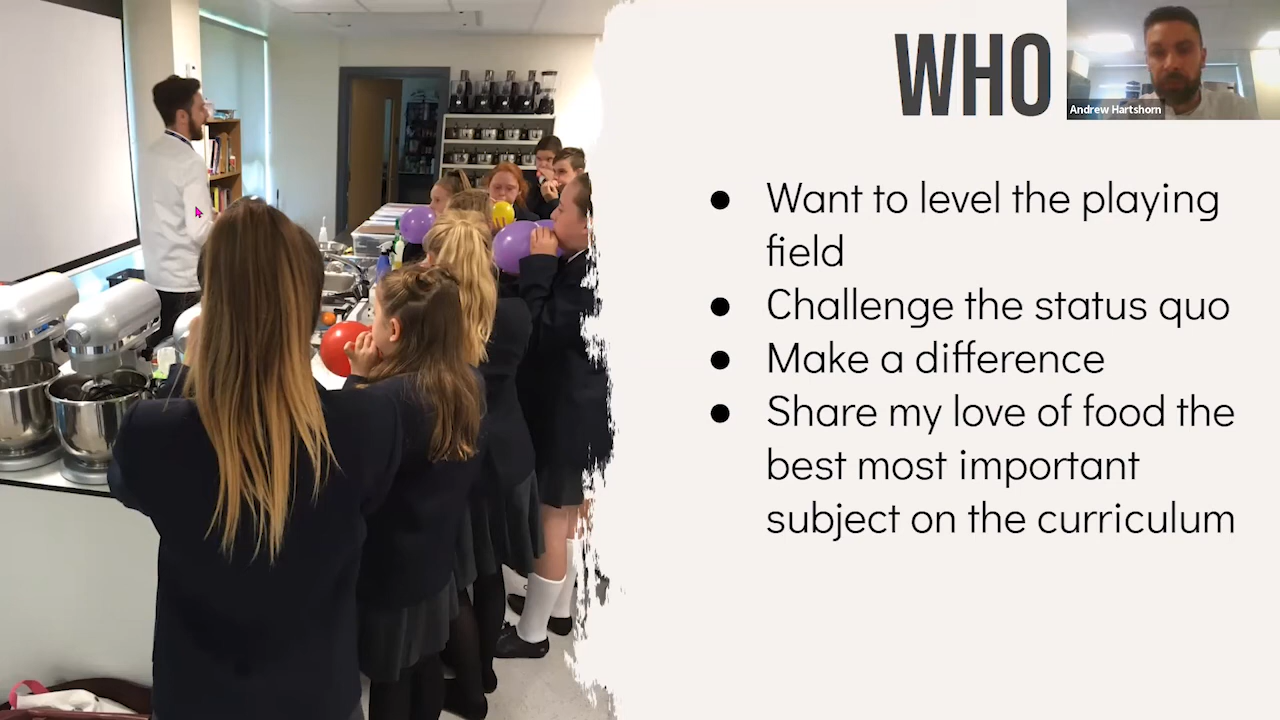 WHO
Andrew Hartshorn
● Want to level the playing
field
● Challenge the status quo
● Make a difference
● Share my love of food the
best most important
subject on the curriculum